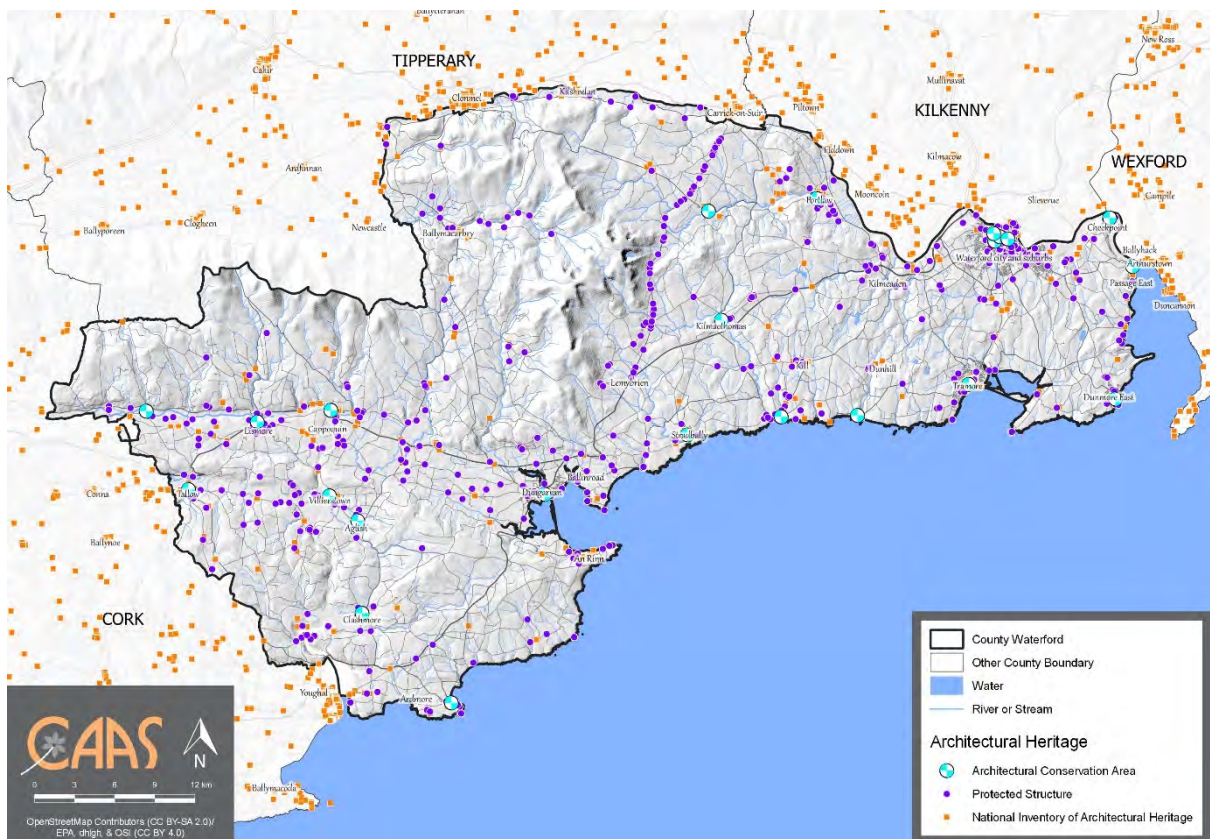 Ballyclerahan
New Ross
TIPPERARY
Cahir
Mullinavat
Clonmel
Kilsheelan
Carrick-on-Suir
Piltown
KILKENNY
Fiddown
Kilmacow
WEXFORD
Ardfinnan
Mooncoin
Slieverue
Campile
Portlaw
Clogheen
Ballyporeen
Newcastle
Ballymacarbry
Checkpoint
Waterford city and suburbs
Ballyhack
Arthurstown
Passage East
Kilmeaden
Duncannon
Kilmacthomas
Kill
Dunhill
Lemybrien
Tramore
Dunmore East
Lismore
Cappoquin
Stradbally
Ballinroad
Conna
Tallow
Villierstown
Dungarvan
Aglish
Ballynoe
An Rinn
CORK
Clashmore
Youghal
Ardmore
Ballymacoda
CAAS
N
0 3 6 9 12 km
OpenStreetMap Contributors (CC BY-SA 2.0)/
EPA, dhlgh, & OSI (CC BY 4.0)
County Waterford
Other County Boundary
Water
River or Stream
Architectural Heritage
Architectural Conservation Area
Protected Structure
National Inventory of Architectural Heritage